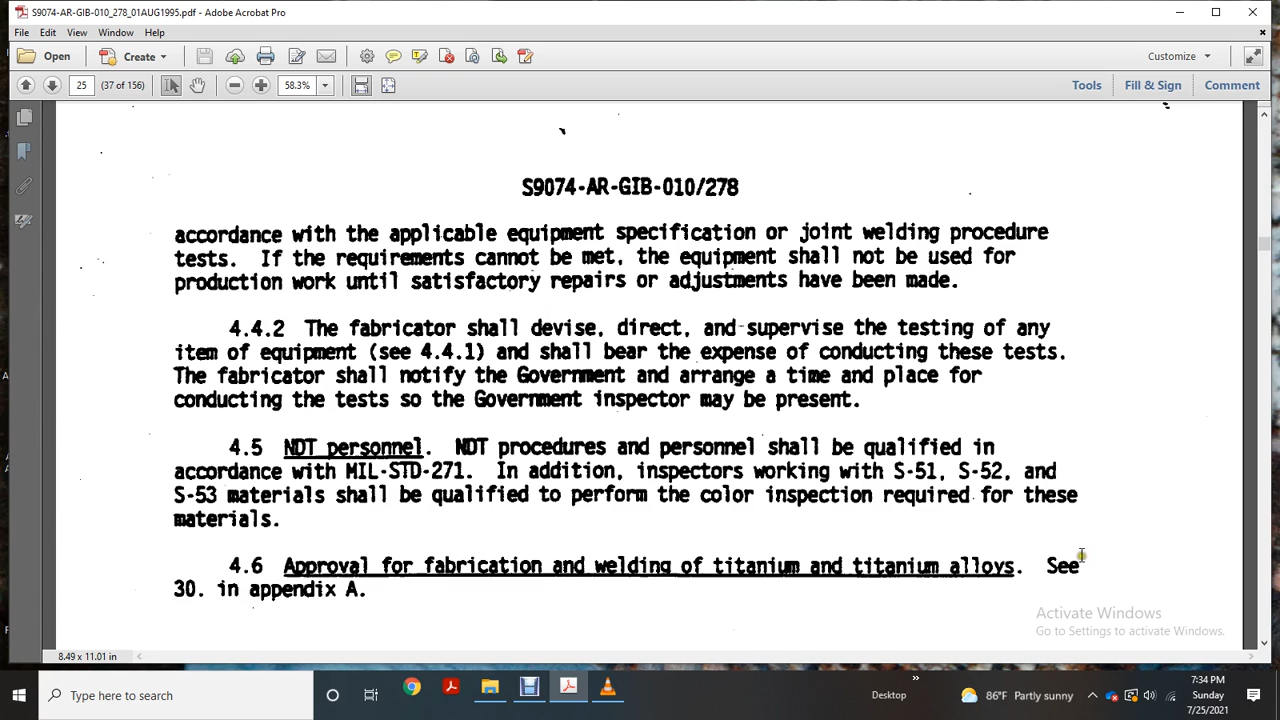 S9074-AR-GIB-010_278_01AUG1995.pdf - Adobe Acrobat Pro
File Edit View Window Help
Open Create Customize
25 (37 of 156) 58.3% Tools Fill & Sign Comment
S9074-AR-GIB-010/278
accordance with the applicable equipment specification or joint welding procedure
tests. If the requirements cannot be met, the equipment shall not be used for
production work until satisfactory repairs or adjustments have been made.
4.4.2 The fabricator shall devise, direct, and supervise the testing of any
item of equipment (see 4.4.1) and shall bear the expense of conducting these tests.
The fabricator shall notify the Government and arrange a time and place for
conducting the tests so the Government inspector may be present.
4.5 NDT personnel. NDT procedures and personnel shall be qualified in
accordance with MIL-STD-271. In addition, inspectors working with S-51, S-52, and
S-53 materials shall be qualified to perform the color inspection required for these
materials.
4.6 Approval for fabrication and welding of titanium and titanium alloys. See
30. in appendix A.
Activate Windows
Go to Settings to activate Windows.
8.49 x 11.01 in
Type here to search
Desktop
86°F Partly sunny
7:34 PM
Sunday
7/25/2021